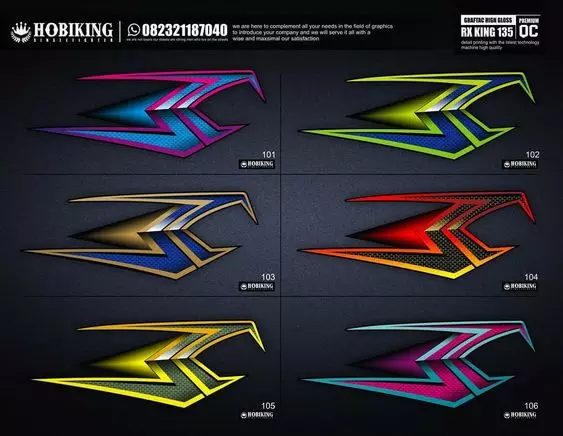 HOBIKING
SINGEFIGHTER
082321187040
we are here to complement all your needs in the field of graphics
to introduce your company and we will serve it all with a
wise and maxsimal our satisfaction
GRAFTAC HIGH GLOSS
RX KING 135
detail printing with the latest technology
machine high quality
PREMIUM
QC
101
HOBIKING
102
HOBIKING
103
HOBIKING
104
HOBIKING
105
HOBIKING
106
HOBIKING